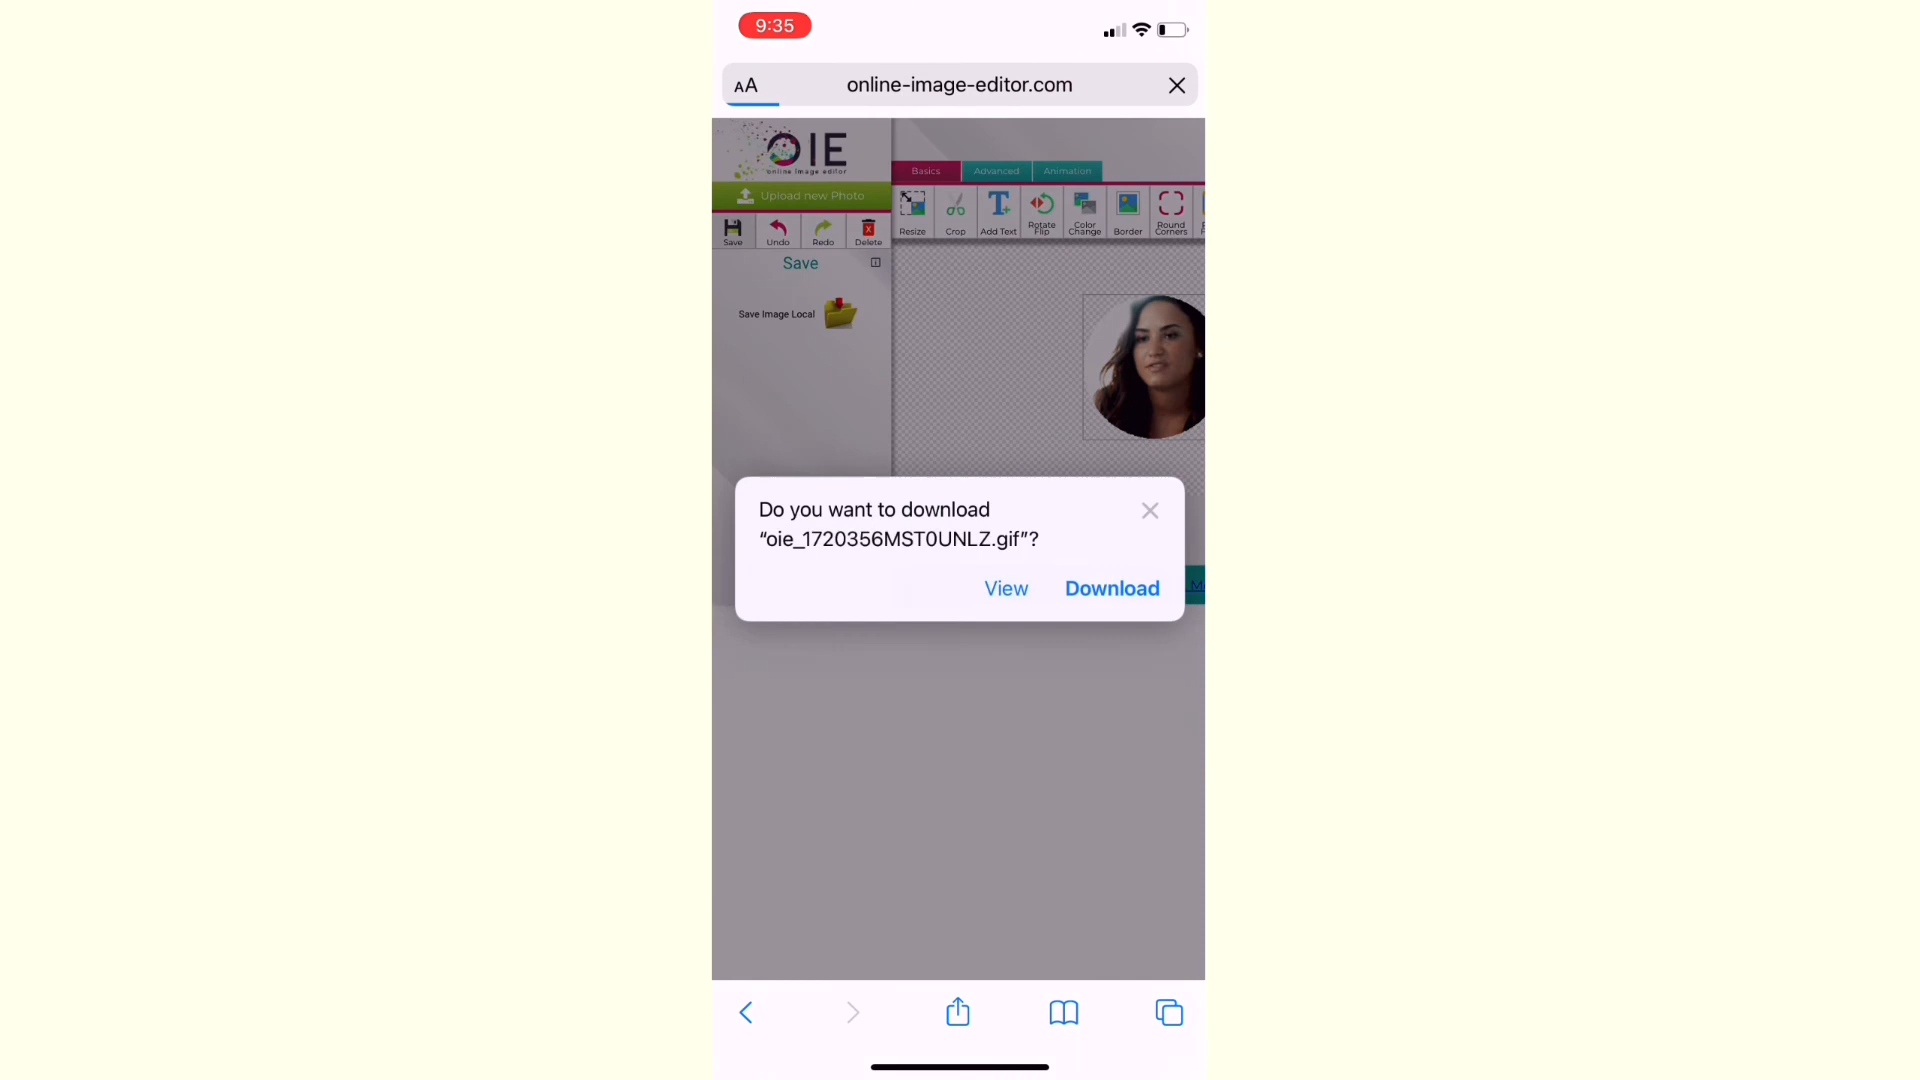 9:35
AA online-image-editor.com
OIE
online image editor
Basics Advanced Animation
Upload new Photo
Resize Crop Add Text Rotate Flip Color Change Border Round Corners
Save Undo Redo Delete
Save
Save Image Local
Do you want to download
“oie_1720356MST0UNLZ.gif”?
View Download